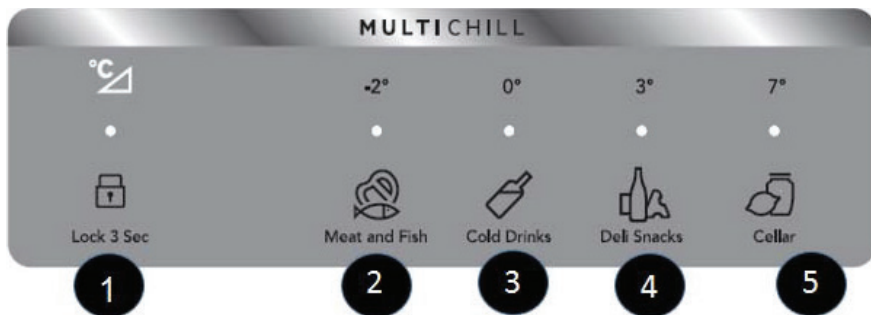 MULTICHILL
°C -2° 0° 3° 7°
Lock 3 Sec Meat and Fish Cold Drinks Deli Snacks Cellar
1 2 3 4 5